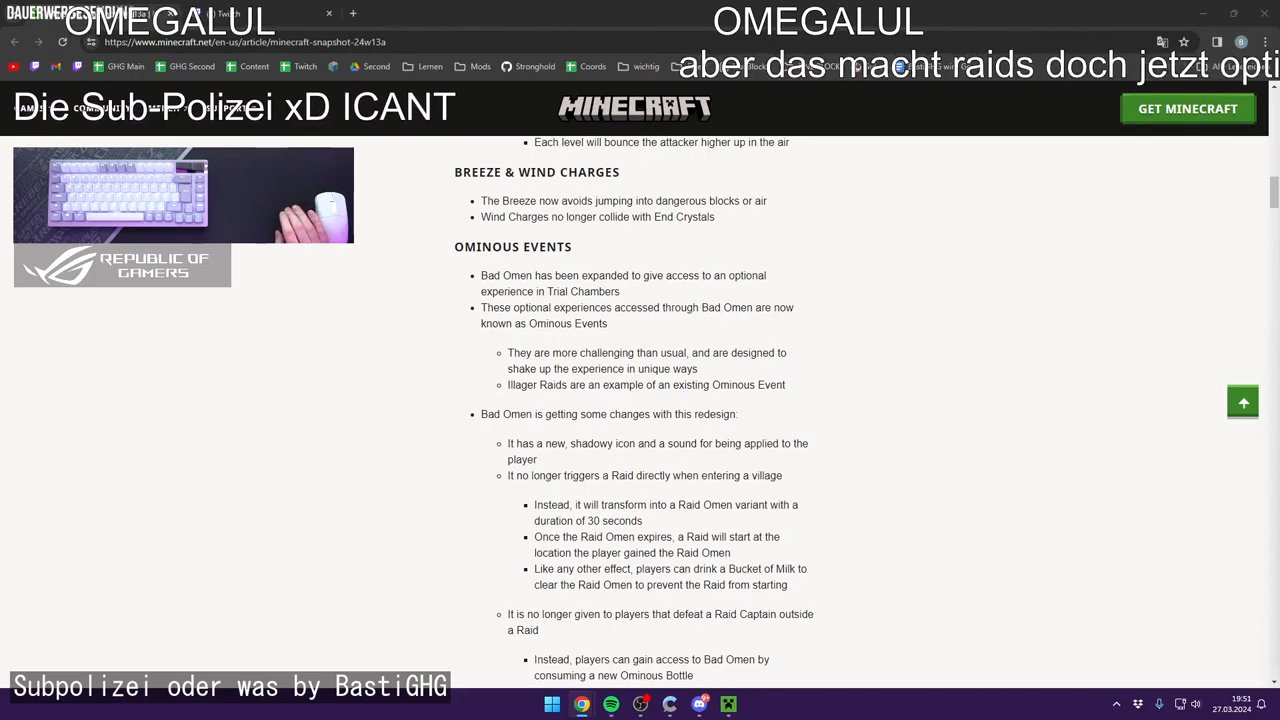 DAUERWERBESENDUNG
OMEGALUL
Twitch
OMEGALUL
https://www.minecraft.net/en-us/article/minecraft-snapshot-24w13a
GHG Main
GHG Second
Content
Twitch
Second
Lernen
Mods
Stronghold
Coords
wichtig
aber das macht raids doch jetzt opti
Die Sub-Polizei xD ICANT
MINECRAFT
GET MINECRAFT
Each level will bounce the attacker higher up in the air
BREEZE & WIND CHARGES
The Breeze now avoids jumping into dangerous blocks or air
Wind Charges no longer collide with End Crystals
REPUBLIC OF
GAMERS
OMINOUS EVENTS
Bad Omen has been expanded to give access to an optional
experience in Trial Chambers
These optional experiences accessed through Bad Omen are now
known as Ominous Events
They are more challenging than usual, and are designed to
shake up the experience in unique ways
Illager Raids are an example of an existing Ominous Event
Bad Omen is getting some changes with this redesign:
It has a new, shadowy icon and a sound for being applied to the
player
It no longer triggers a Raid directly when entering a village
Instead, it will transform into a Raid Omen variant with a
duration of 30 seconds
Once the Raid Omen expires, a Raid will start at the
location the player gained the Raid Omen
Like any other effect, players can drink a Bucket of Milk to
clear the Raid Omen to prevent the Raid from starting
It is no longer given to players that defeat a Raid Captain outside
a Raid
Instead, players can gain access to Bad Omen by
consuming a new Ominous Bottle
Subpolizei oder was by BastiGHG
19:51
27.03.2024